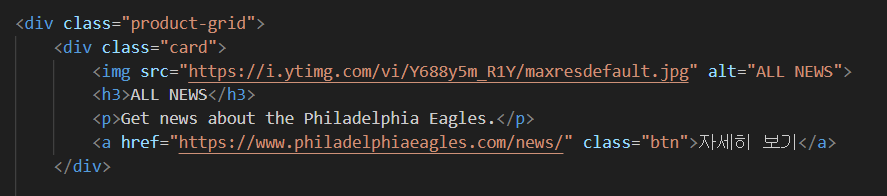 <div class="product-grid">
<div class="card">
<img src="https://i.ytimg.com/vi/Y688y5m_R1Y/maxresdefault.jpg" alt="ALL NEWS">
<h3>ALL NEWS</h3>
<p>Get news about the Philadelphia Eagles.</p>
<a href="https://www.philadelphiaeagles.com/news/" class="btn">자세히 보기</a>
</div>